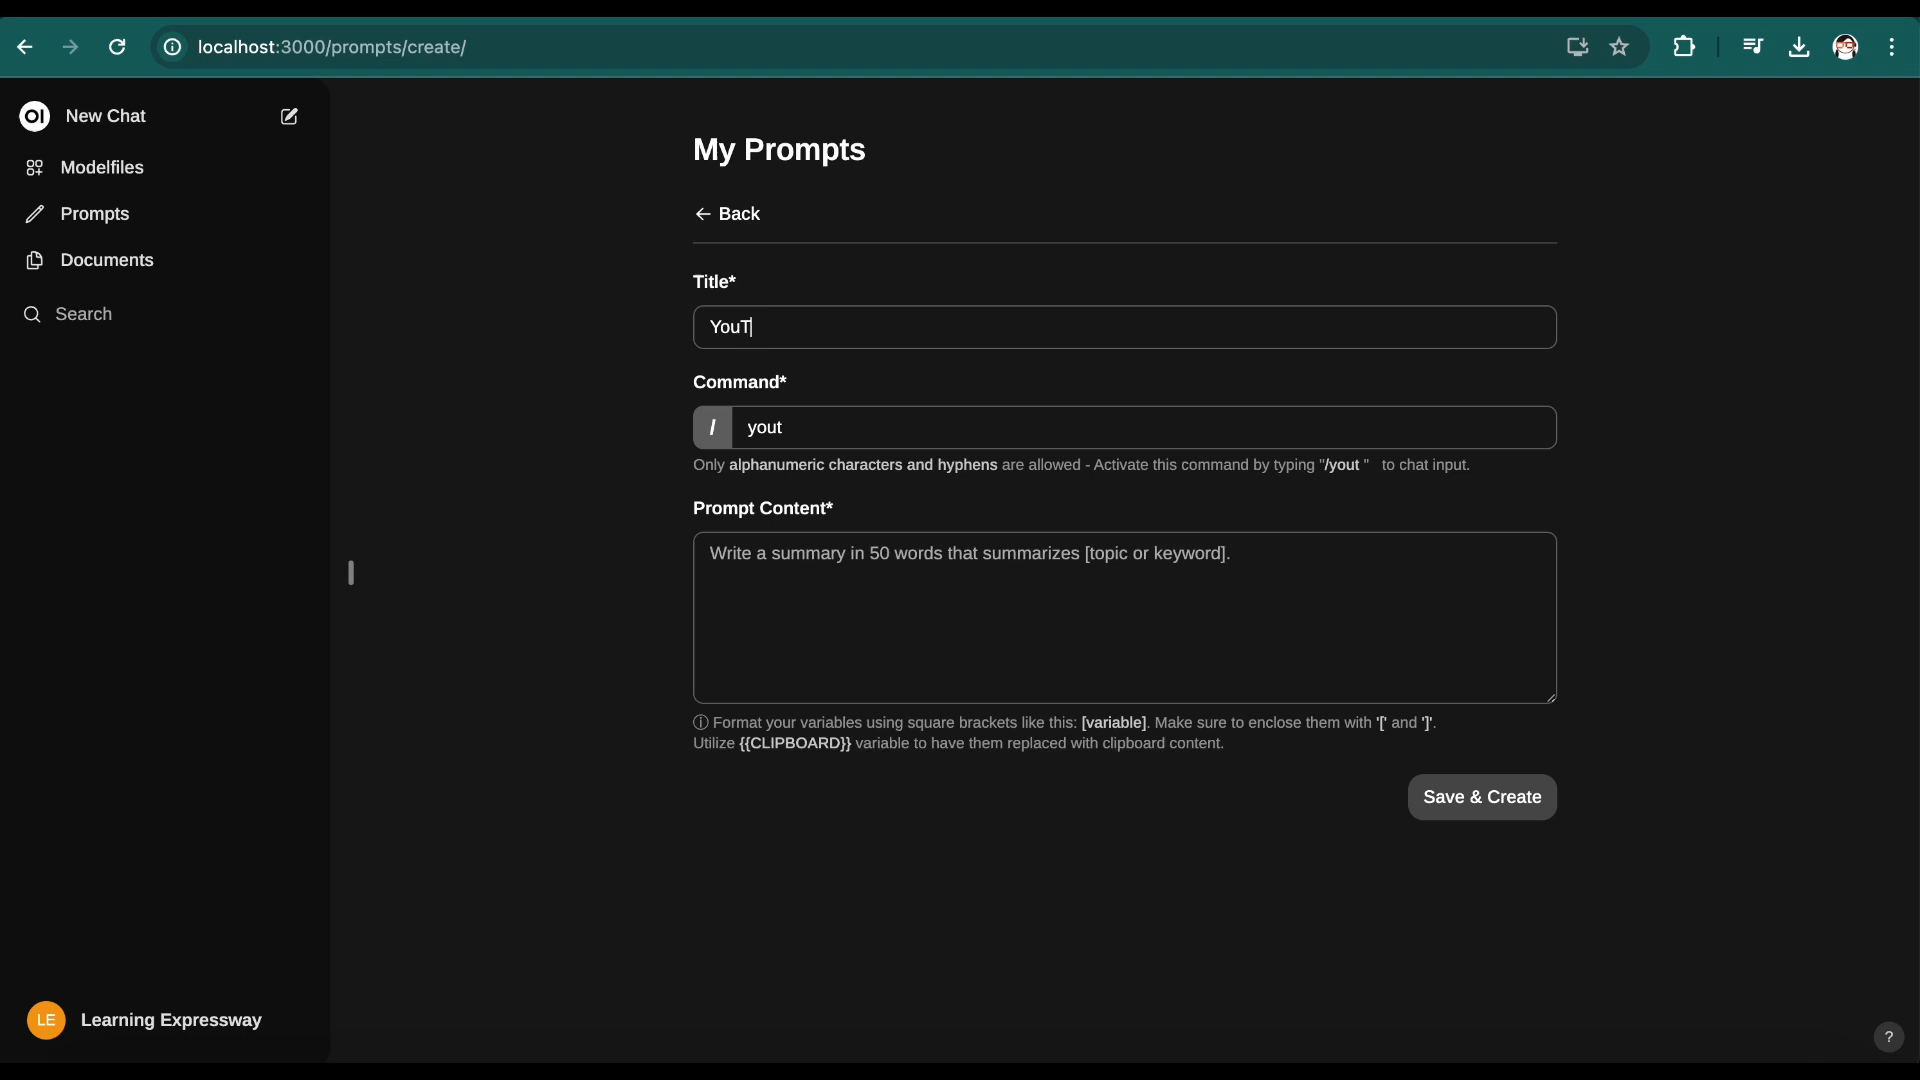 localhost:3000/prompts/create/
OI New Chat
Modelfiles
Prompts
Documents
Search
My Prompts
← Back
Title*
YouT
Command*
/ yout
Only alphanumeric characters and hyphens are allowed - Activate this command by typing "/yout " to chat input.
Prompt Content*
Write a summary in 50 words that summarizes [topic or keyword].
ⓘ Format your variables using square brackets like this: [variable]. Make sure to enclose them with '[' and ']'.
Utilize {{CLIPBOARD}} variable to have them replaced with clipboard content.
Save & Create
LE Learning Expressway
?